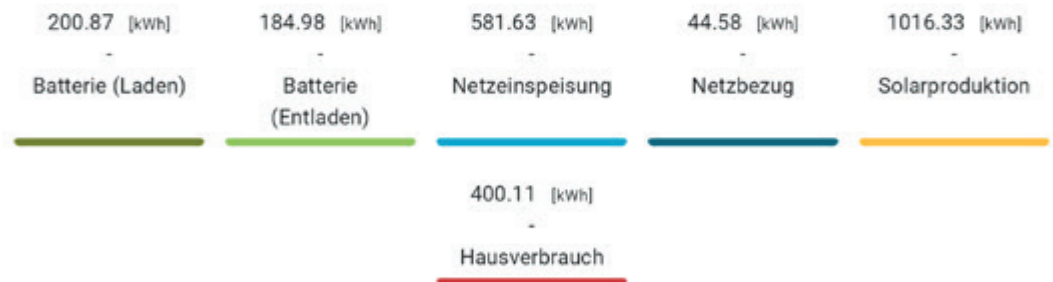 200.87 [kWh] 184.98 [kWh] 581.63 [kWh] 44.58 [kWh] 1016.33 [kWh]
- - - - -
Batterie (Laden) Batterie Netzeinspeisung Netzbezug Solarproduktion
(Entladen)
400.11 [kWh]
-
Hausverbrauch